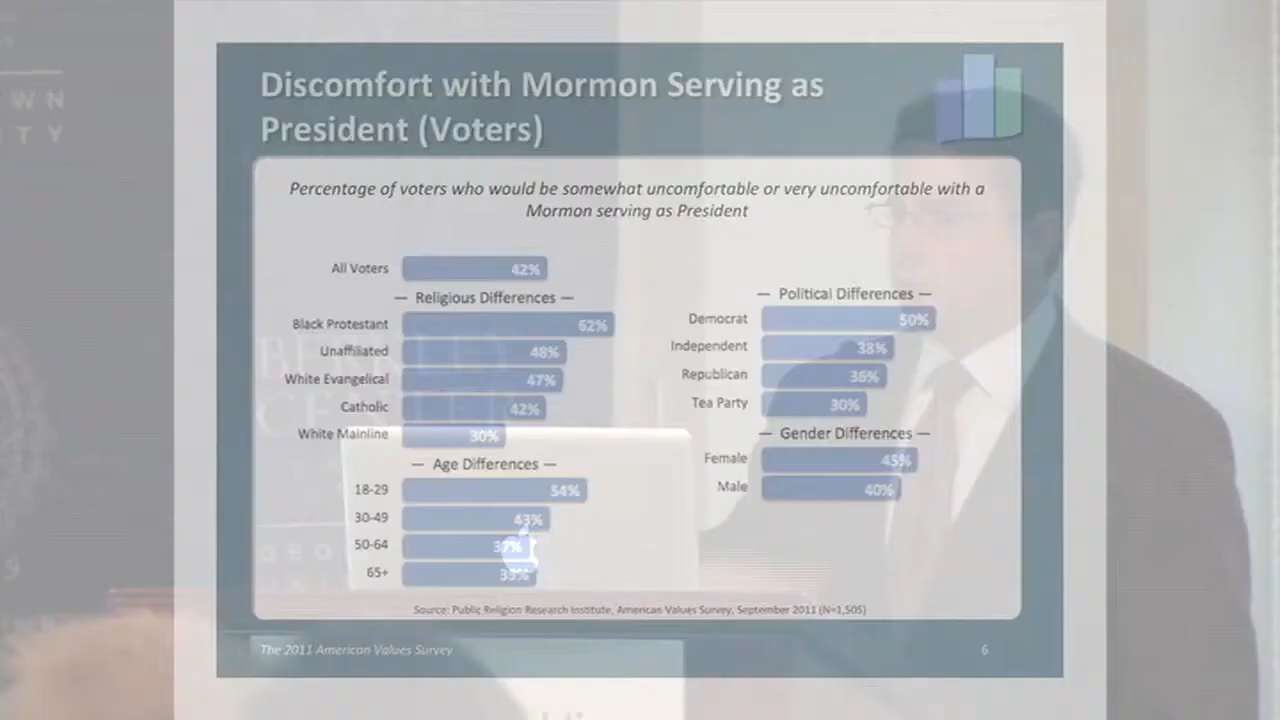 Discomfort with Mormon Serving as
President (Voters)
Percentage of voters who would be somewhat uncomfortable or very uncomfortable with a
Mormon serving as President
All Voters 42%
— Religious Differences —
Black Protestant 62%
Unaffiliated 48%
White Evangelical 47%
Catholic 42%
White Mainline 30%
— Age Differences —
18-29 54%
30-49 43%
50-64
65+
— Political Differences —
Democrat 50%
Independent 38%
Republican 36%
Tea Party 30%
— Gender Differences —
Female 45%
Male 40%
Source: Public Religion Research Institute, American Values Survey, September 2011 (N=1,505)
The 2011 American Values Survey
6
WN
TY
CENTER
GEO